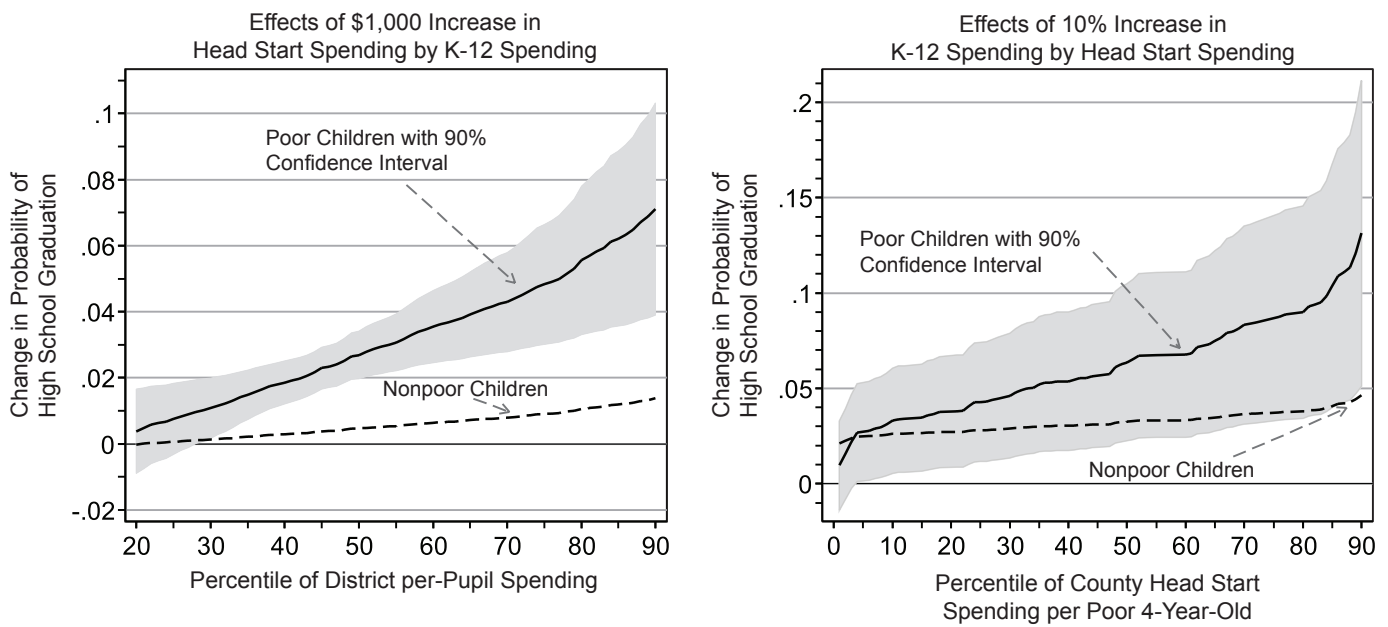 Effects of $1,000 Increase in
Head Start Spending by K-12 Spending
Change in Probability of
High School Graduation
.1
.08
.06
.04
.02
0
-.02
Poor Children with 90%
Confidence Interval
Nonpoor Children
20 30 40 50 60 70 80 90
Percentile of District per-Pupil Spending
Effects of 10% Increase in
K-12 Spending by Head Start Spending
Change in Probability of
High School Graduation
.2
.15
.1
.05
0
Poor Children with 90%
Confidence Interval
Nonpoor Children
0 10 20 30 40 50 60 70 80 90
Percentile of County Head Start
Spending per Poor 4-Year-Old